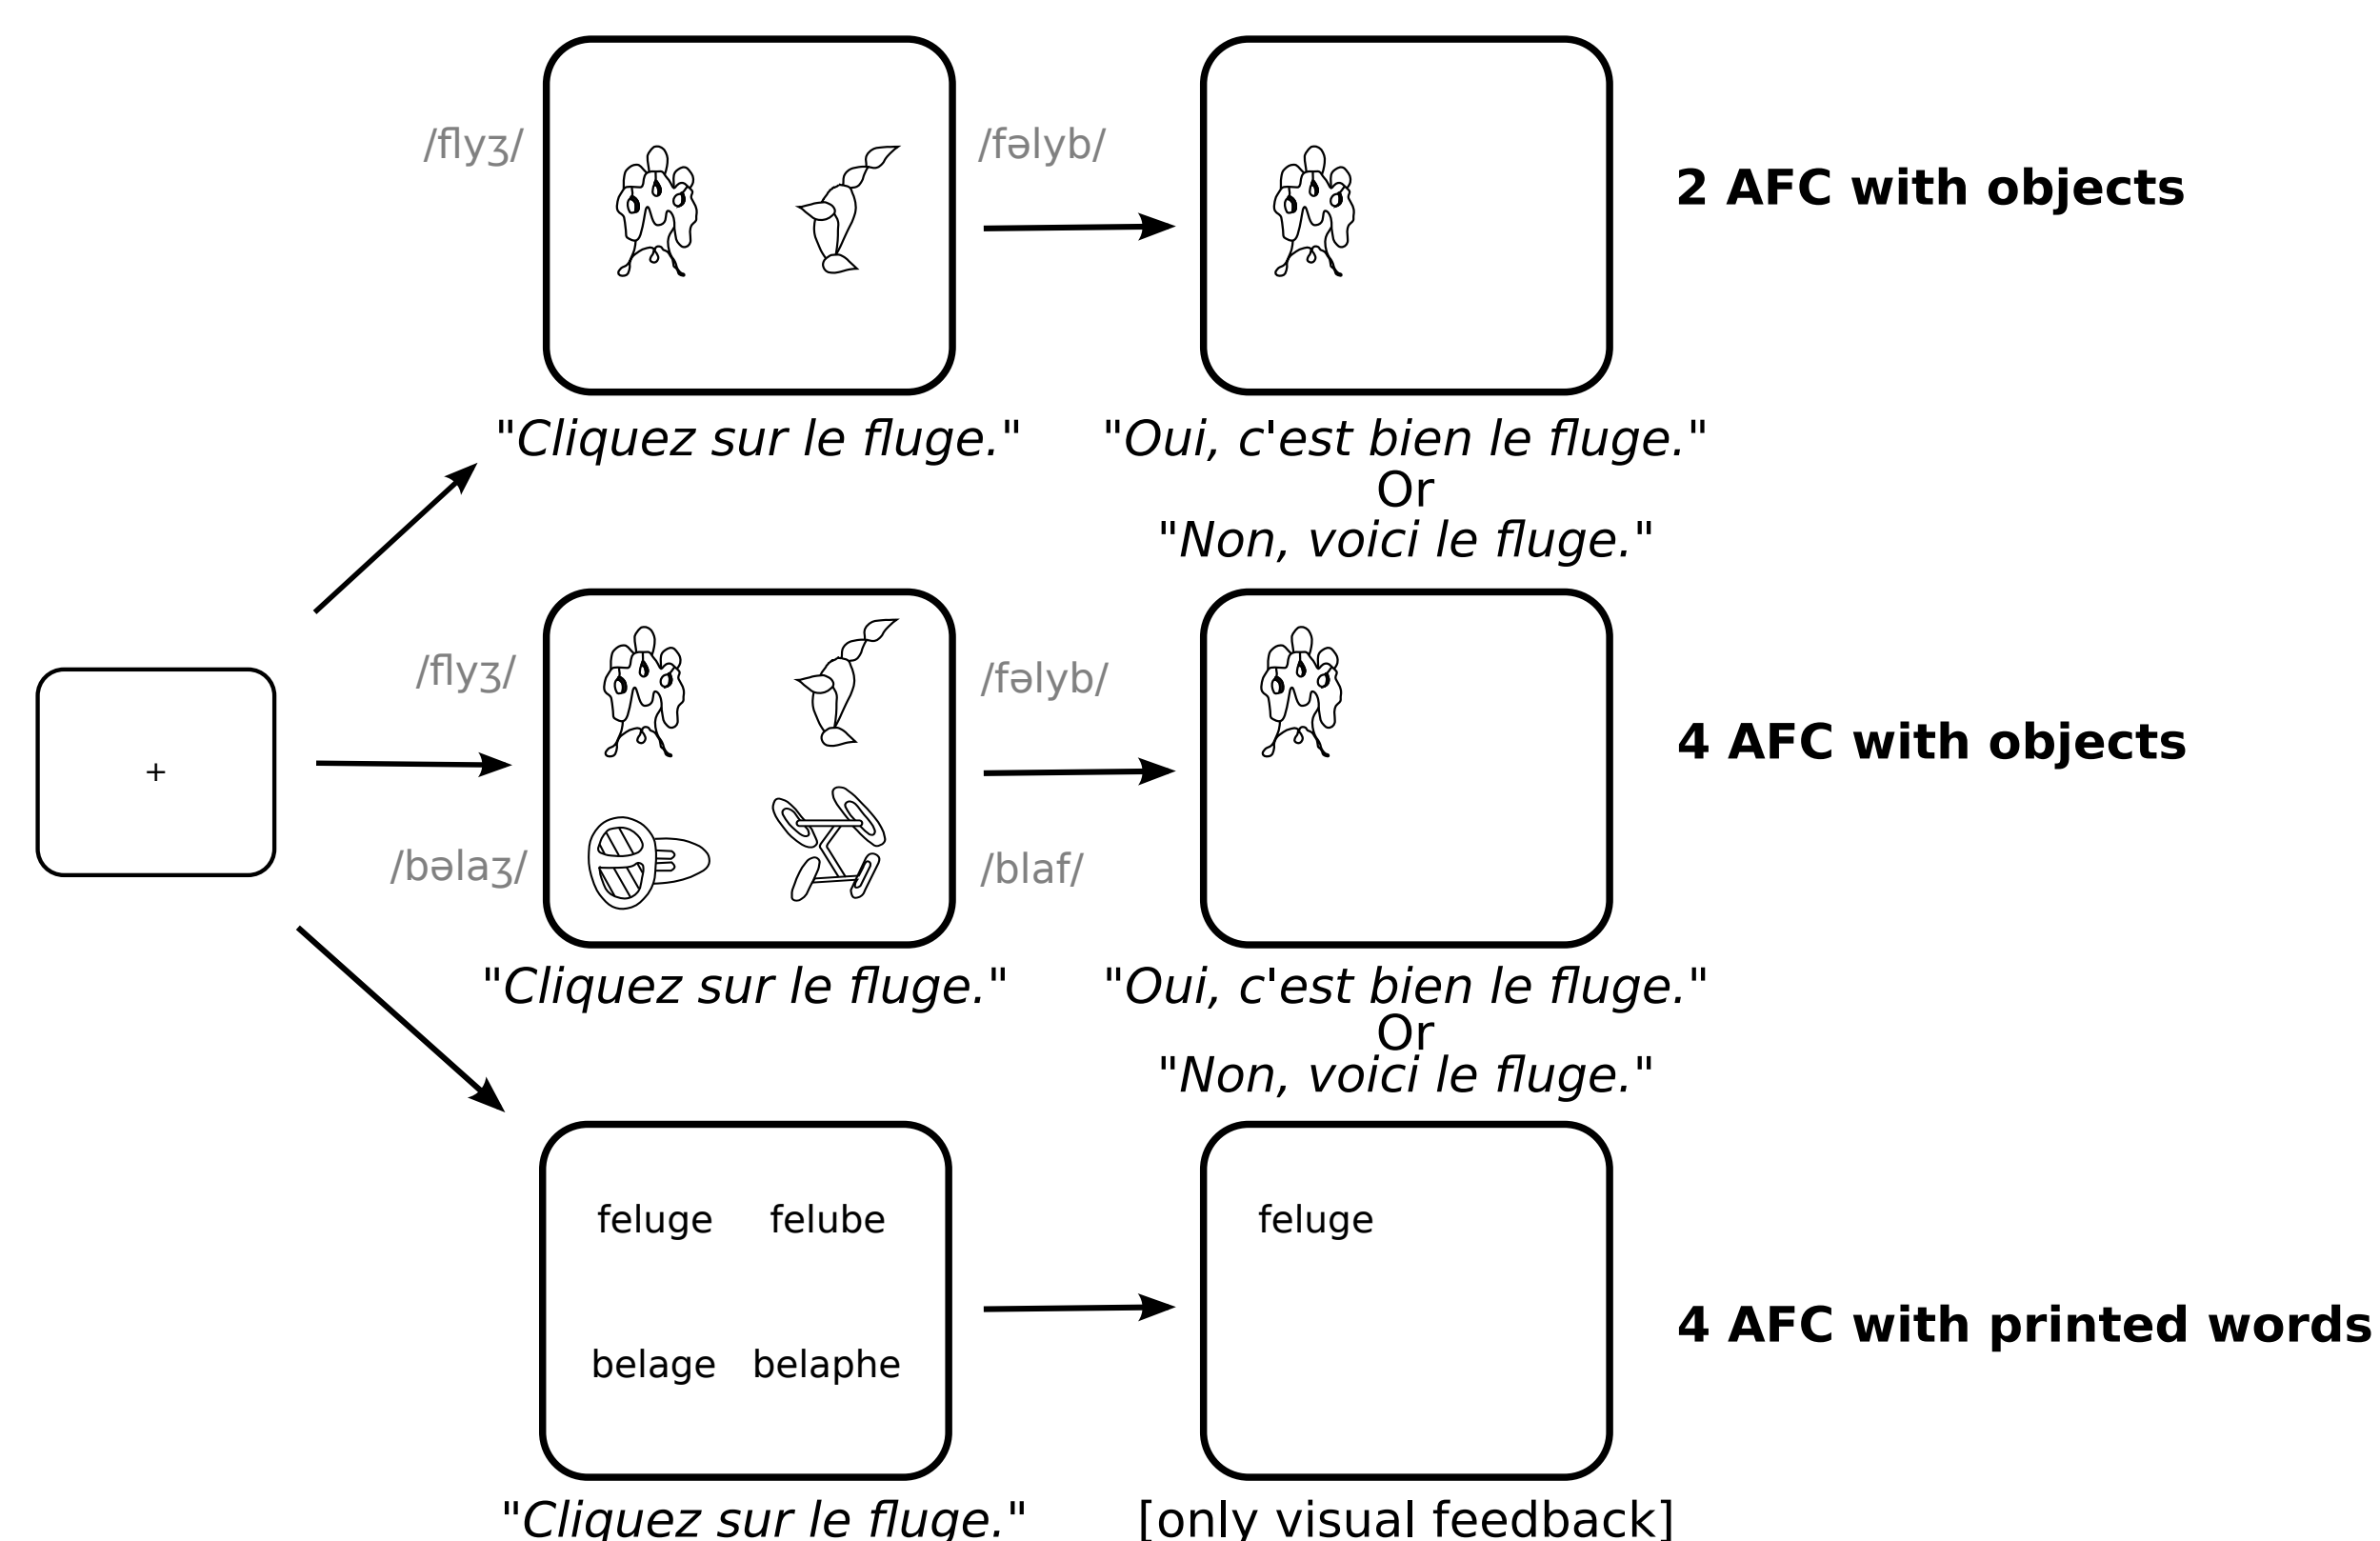 /flyʒ/
/fəlyb/
2 AFC with objects
"Cliquez sur le fluge."
"Oui, c'est bien le fluge."
Or
"Non, voici le fluge."
+
/flyʒ/
/fəlyb/
4 AFC with objects
/bəlaʒ/
/blaf/
"Cliquez sur le fluge."
"Oui, c'est bien le fluge."
Or
"Non, voici le fluge."
feluge felube
feluge
belage belaphe
4 AFC with printed words
"Cliquez sur le fluge."
[only visual feedback]